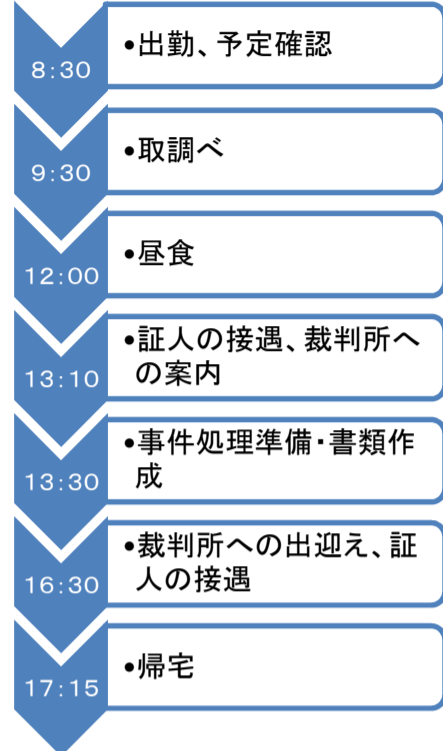 8:30
•出勤、予定確認
9:30
•取調べ
12:00
•昼食
13:10
•証人の接遇、裁判所へ
の案内
13:30
•事件処理準備・書類作
成
16:30
•裁判所への出迎え、証
人の接遇
17:15
•帰宅